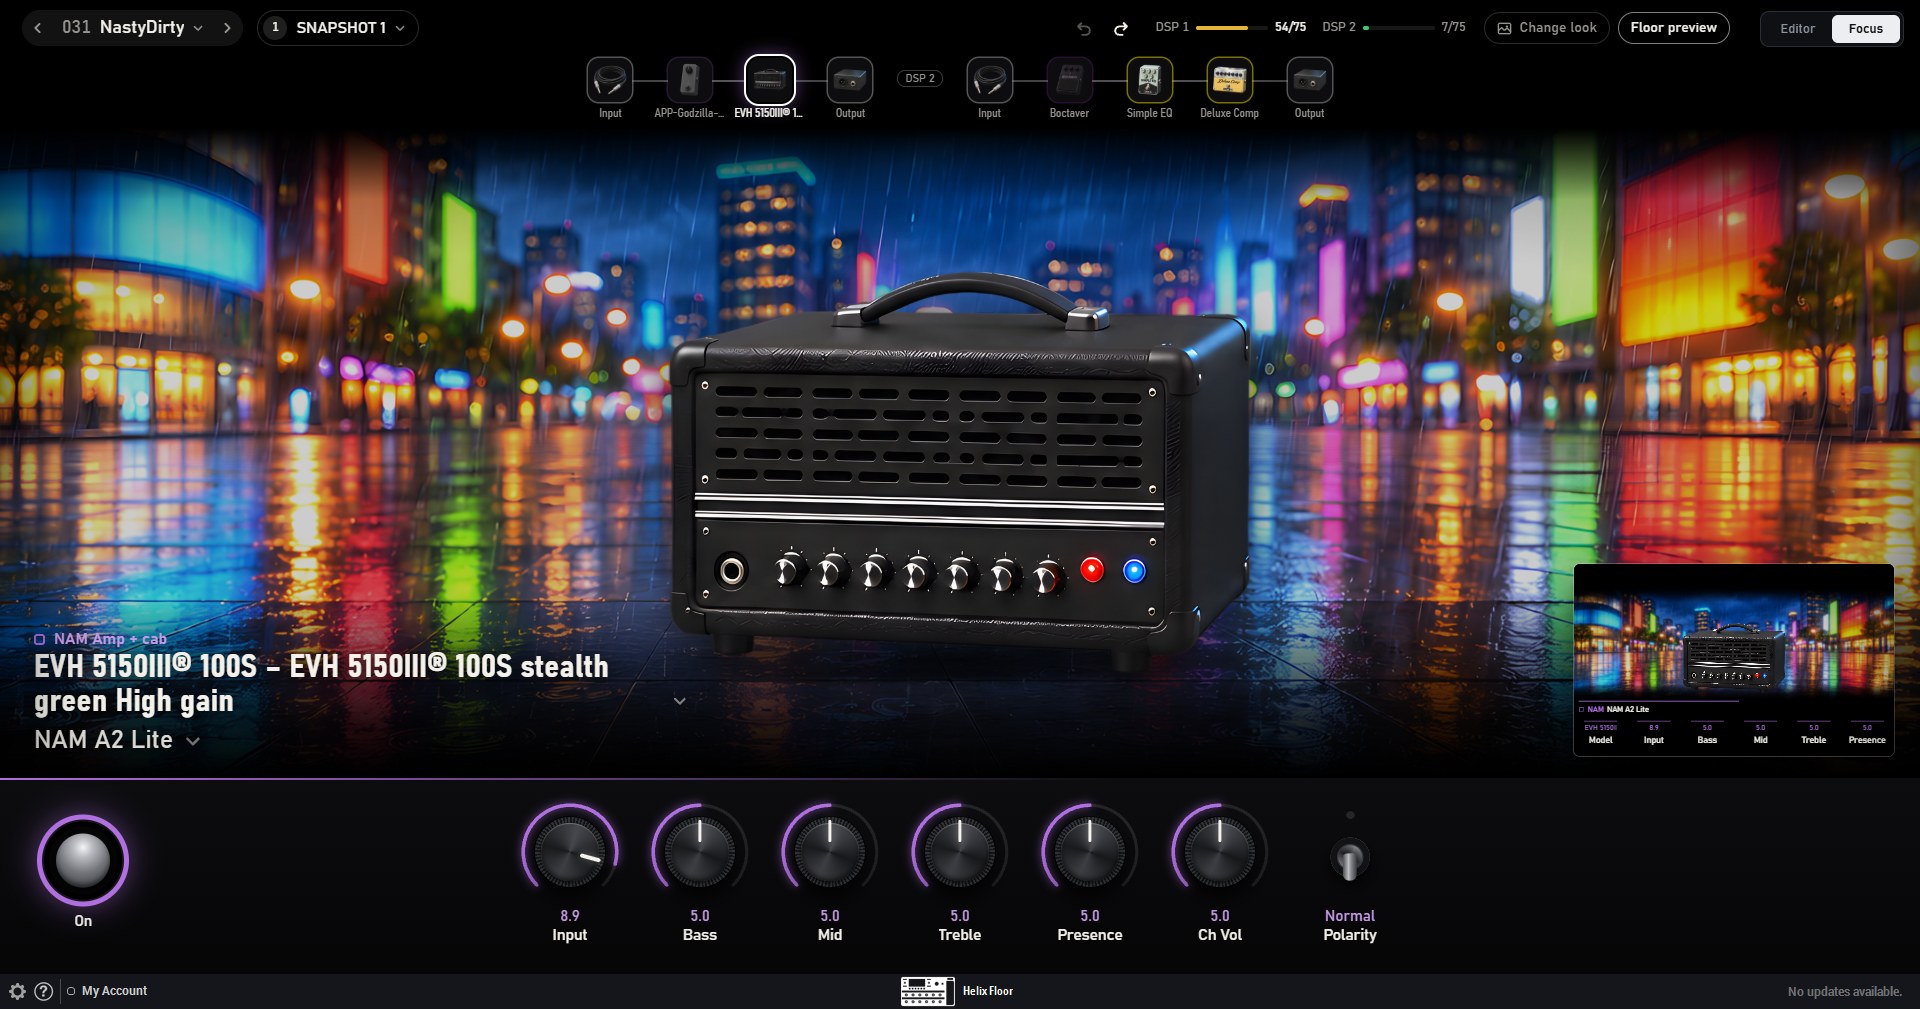 031 NastyDirty
1 SNAPSHOT 1
DSP 1 54/75 DSP 2 7/75
Change look
Floor preview
Editor Focus
Input
APP-Godzilla-...
EVH 5150III® 1...
Output
DSP 2
Input
Boctaver
Simple EQ
Deluxe Comp
Output
NAM Amp + cab
EVH 5150III® 100S – EVH 5150III® 100S stealth
green High gain
NAM A2 Lite
NAM NAM A2 Lite
EVH 5150I 8.9 5.0 5.0 5.0 5.0
Model Input Bass Mid Treble Presence
On
8.9 5.0 5.0 5.0 5.0 5.0 Normal
Input Bass Mid Treble Presence Ch Vol Polarity
My Account
Helix Floor
No updates available.